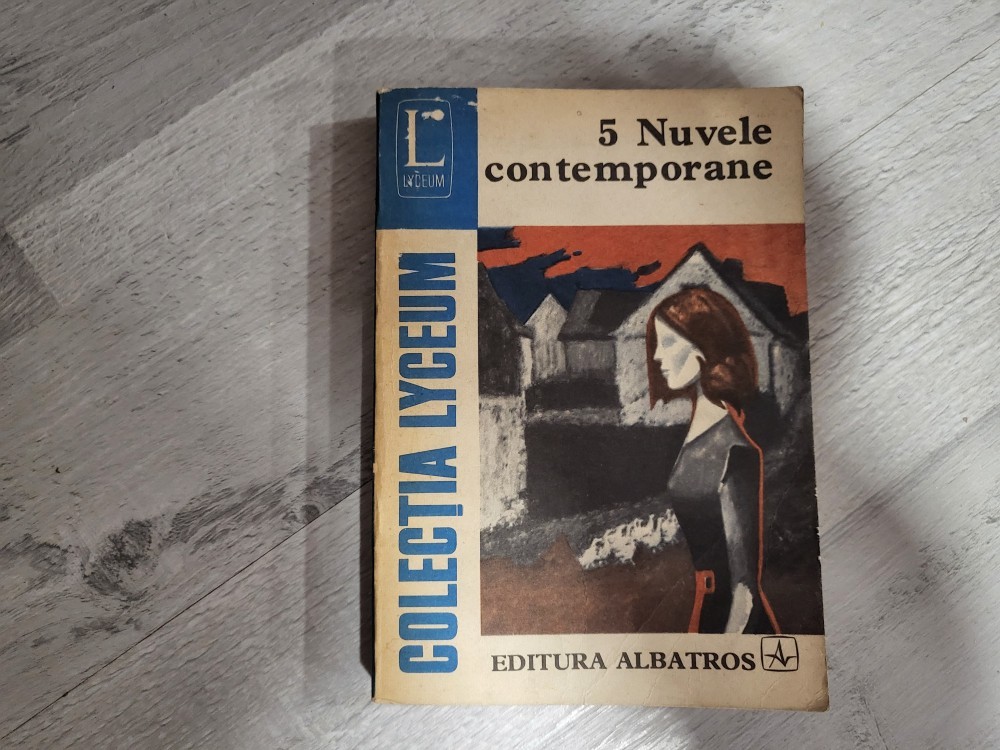 L
LYCEUM
5 Nuvele
contemporane
COLECȚIA LYCEUM
EDITURA ALBATROS